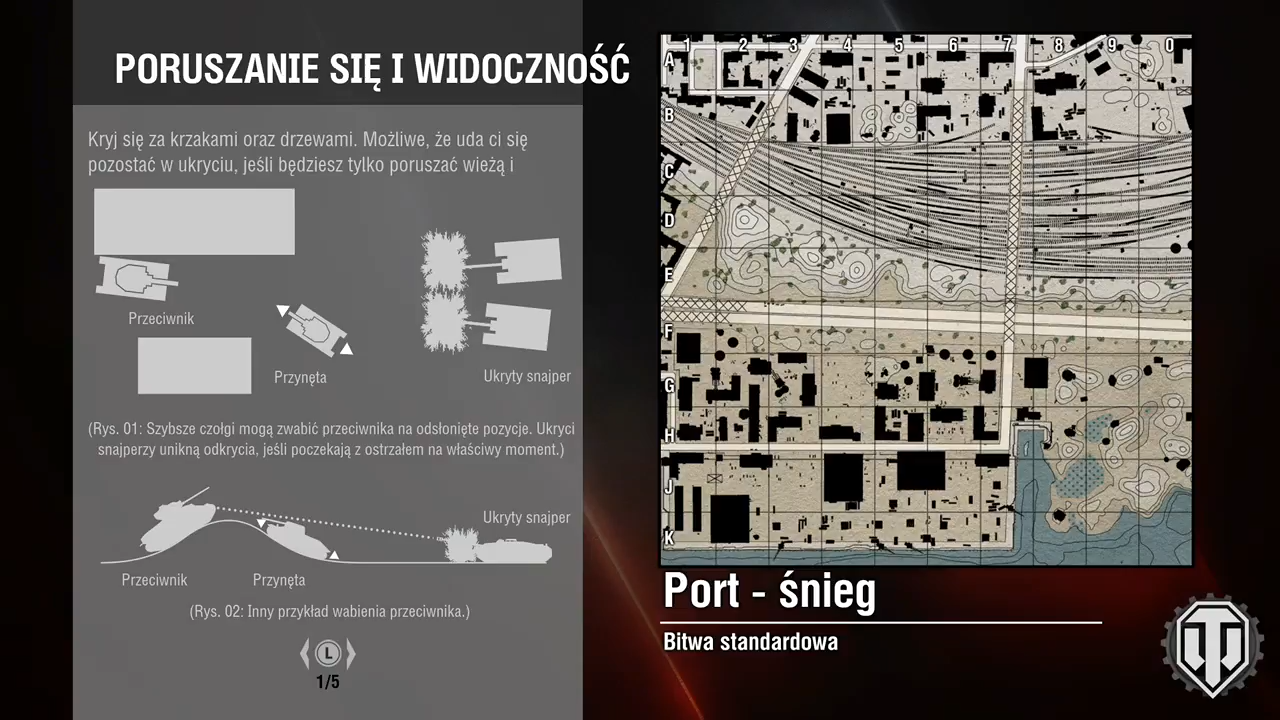 PORUSZANIE SIĘ I WIDOCZNOŚĆ
Kryj się za krzakami oraz drzewami. Możliwe, że uda ci się
pozostać w ukryciu, jeśli będziesz tylko poruszać wieżą i
Przeciwnik
Przynęta
Ukryty snajper
(Rys. 01: Szybsze czołgi mogą zwabić przeciwnika na odsłonięte pozycje. Ukryci
snajperzy unikną odkrycia, jeśli poczekają z ostrzałem na właściwy moment.)
Ukryty snajper
Przeciwnik
Przynęta
(Rys. 02: Inny przykład wabienia przeciwnika.)
L
1/5
1 2 3 4 5 6 7 8 9 0
A
B
C
D
E
F
G
H
J
K
Port - śnieg
Bitwa standardowa